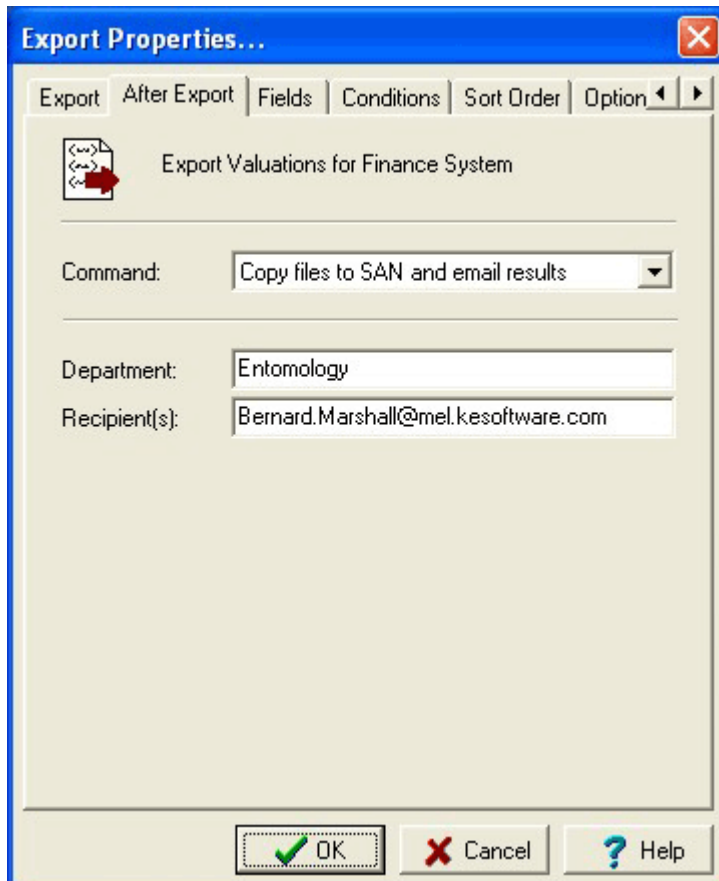 Export Properties...
Export After Export Fields Conditions Sort Order Option
Export Valuations for Finance System
Command: Copy files to SAN and email results
Department: Entomology
Recipient(s): Bernard.Marshall@mel.kesoftware.com
OK Cancel ? Help